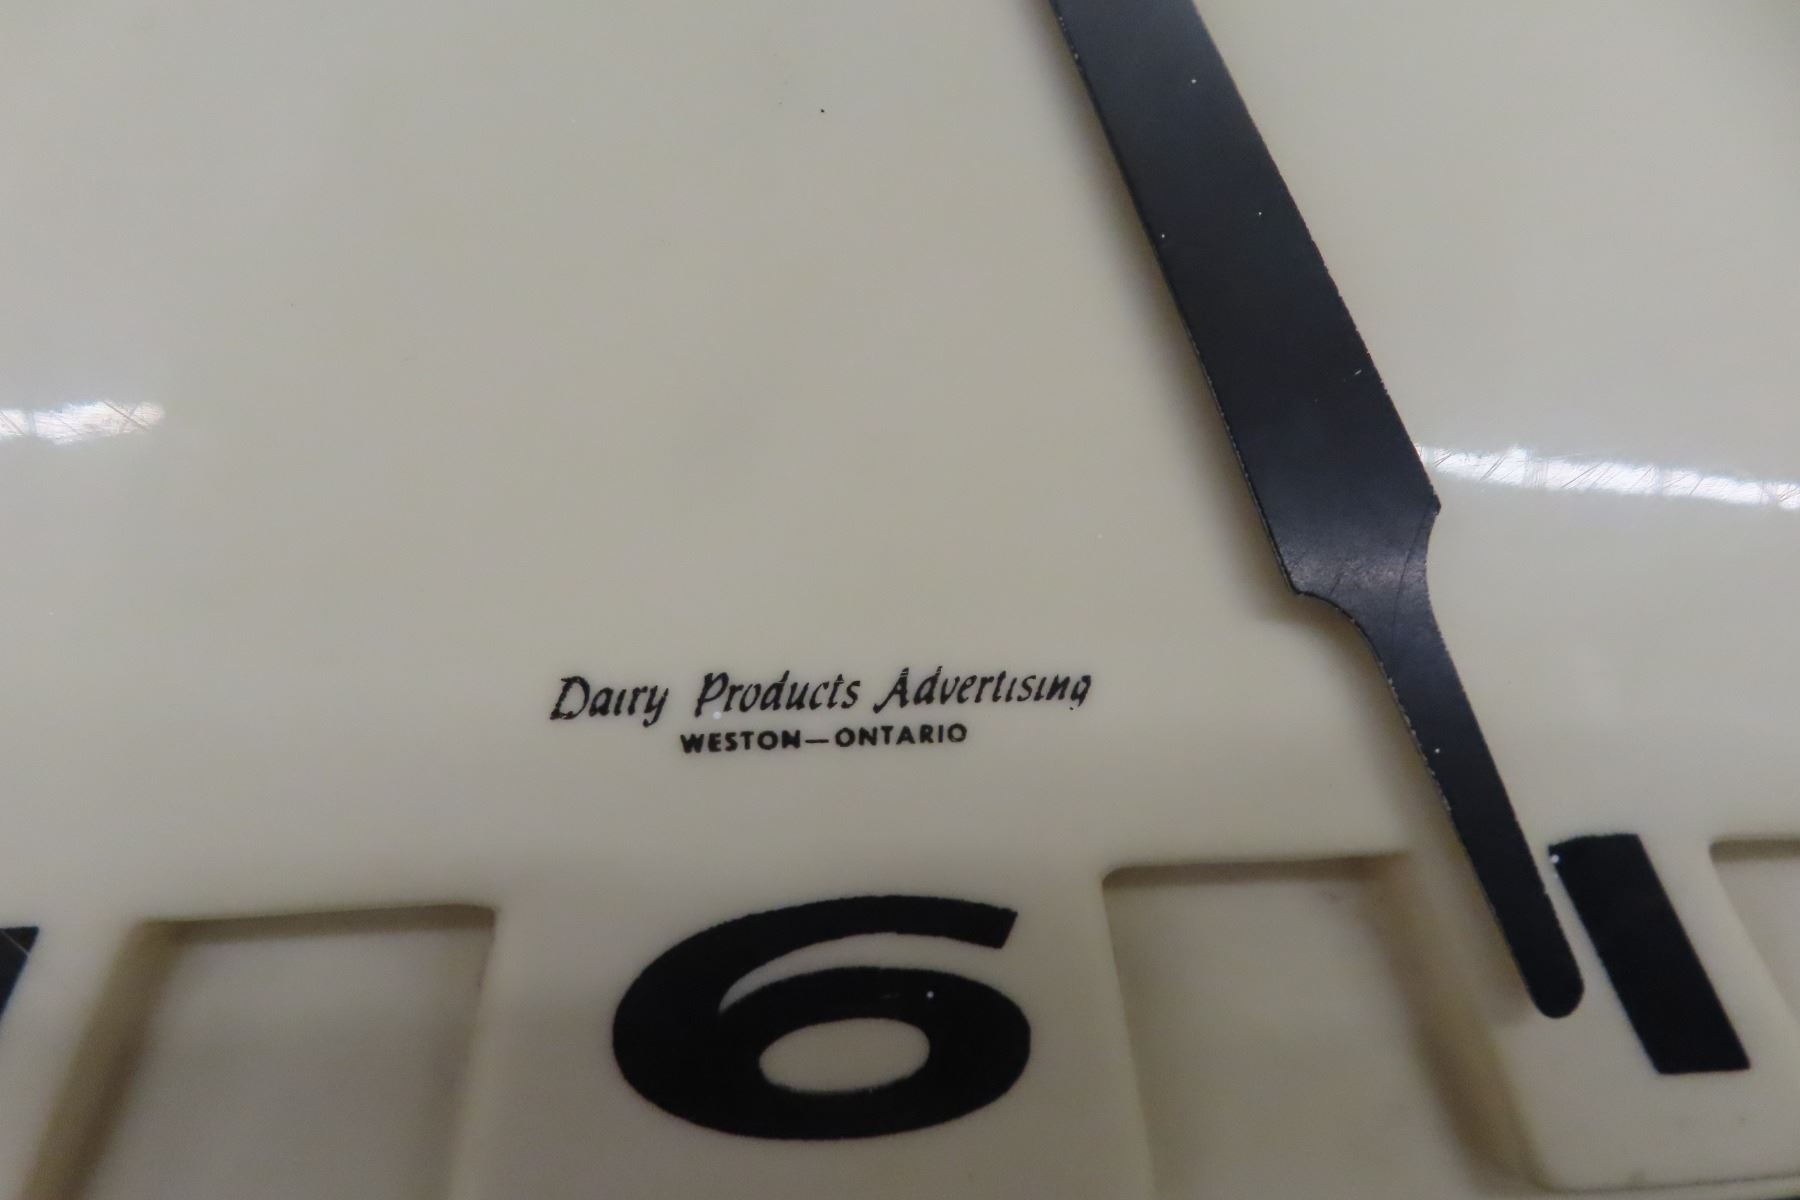 Dairy Products Advertising
WESTON—ONTARIO
6